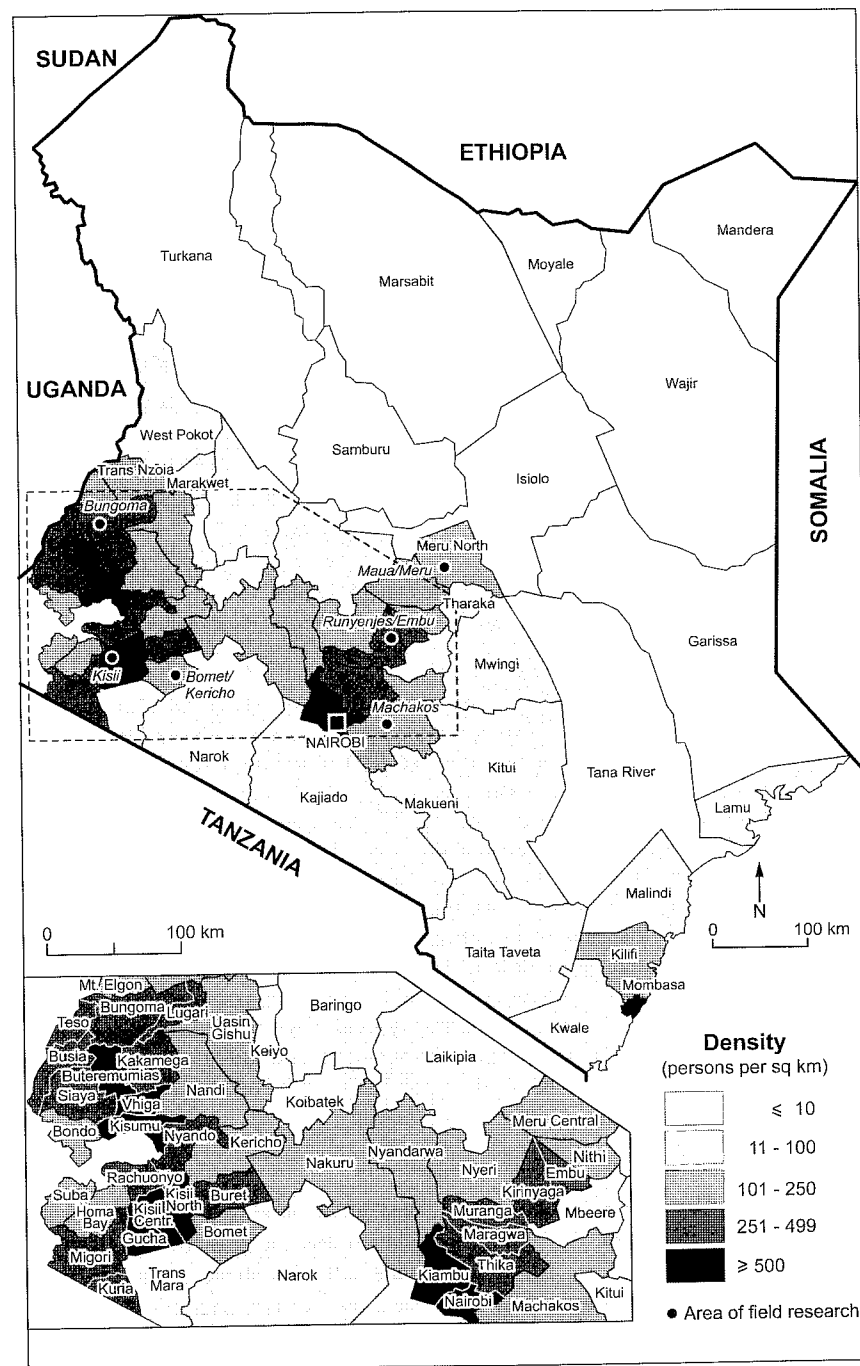 SUDAN
ETHIOPIA
Mandera
Moyale
Turkana
Marsabit
UGANDA
Wajir
West Pokot
Samburu
SOMALIA
Isiolo
Trans Nzoia
Marakwet
Bungoma
Meru North
Maua/Meru
Tharaka
Runyenjes/Embu
Garissa
Mwingi
Kisii
Bomet/
Kericho
Machakos
NAIROBI
Narok
Kitui
Tana River
Kajiado
Makueni
Lamu
TANZANIA
Malindi
N
0 100 km
0 100 km
Taita Taveta
Kilifi
Mombasa
Kwale
Mt. Elgon
Bungoma
Lugari
Teso
Uasin
Gishu
Baringo
Keiyo
Laikipia
Busia
Kakamega
Buteremumias
Nandi
Koibatek
Siaya
Vhiga
Meru Central
Bondo
Kisumu
Nyando
Kericho
Nyandarwa
Nithi
Nakuru
Nyeri
Embu
Rachuonyo
Kirinyaga
Suba
Kisii
North
Buret
Mbeere
Homa
Bay
Kisii
Centr.
Muranga
Gucha
Bomet
Maragwa
Migori
Thika
Trans
Mara
Narok
Kiambu
Kuria
Nairobi
Machakos
Kitui
Density
(persons per sq km)
⩽ 10
11 - 100
101 - 250
251 - 499
⩾ 500
● Area of field research